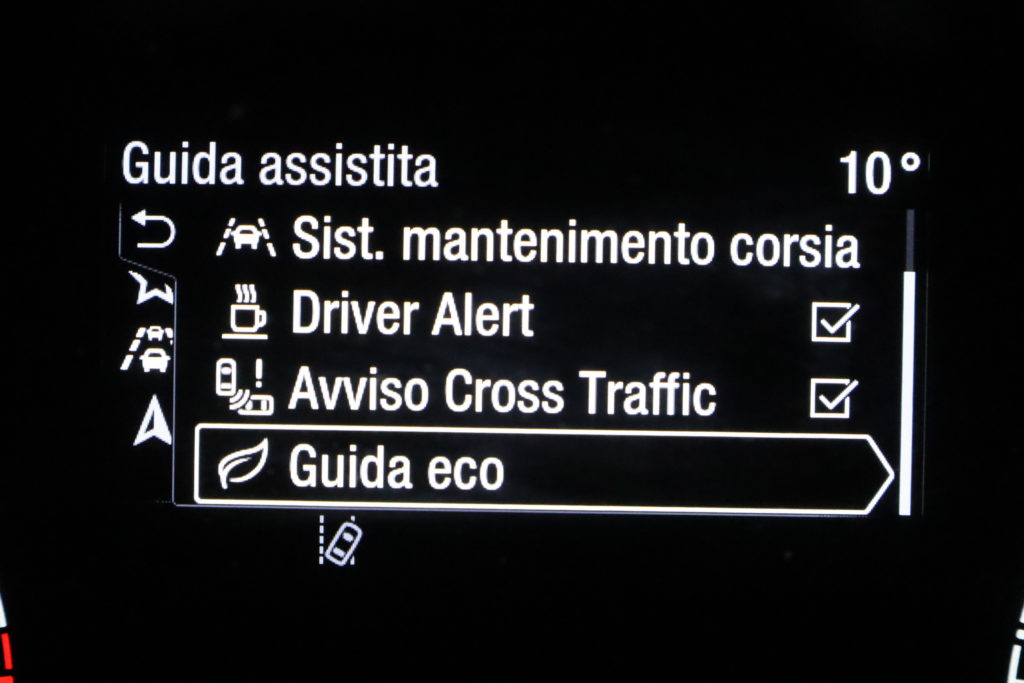 Guida assistita
10°
Sist. mantenimento corsia
Driver Alert
Avviso Cross Traffic
Guida eco